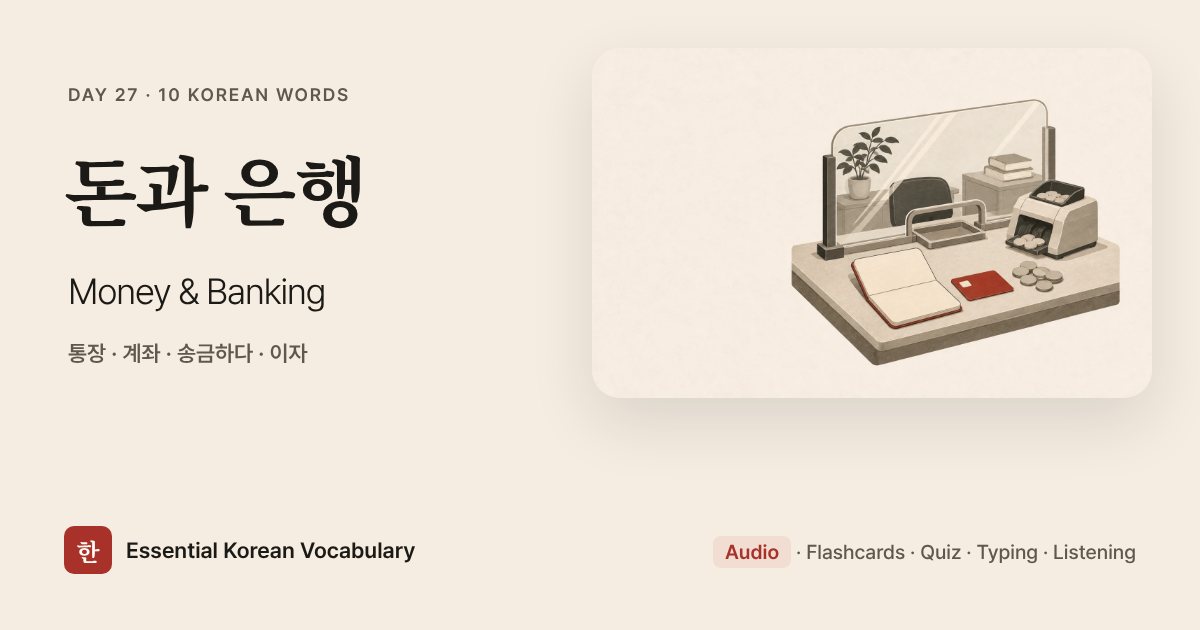 DAY 27 · 10 KOREAN WORDS
돈과 은행
Money & Banking
통장 · 계좌 · 송금하다 · 이자
한 Essential Korean Vocabulary
Audio · Flashcards · Quiz · Typing · Listening